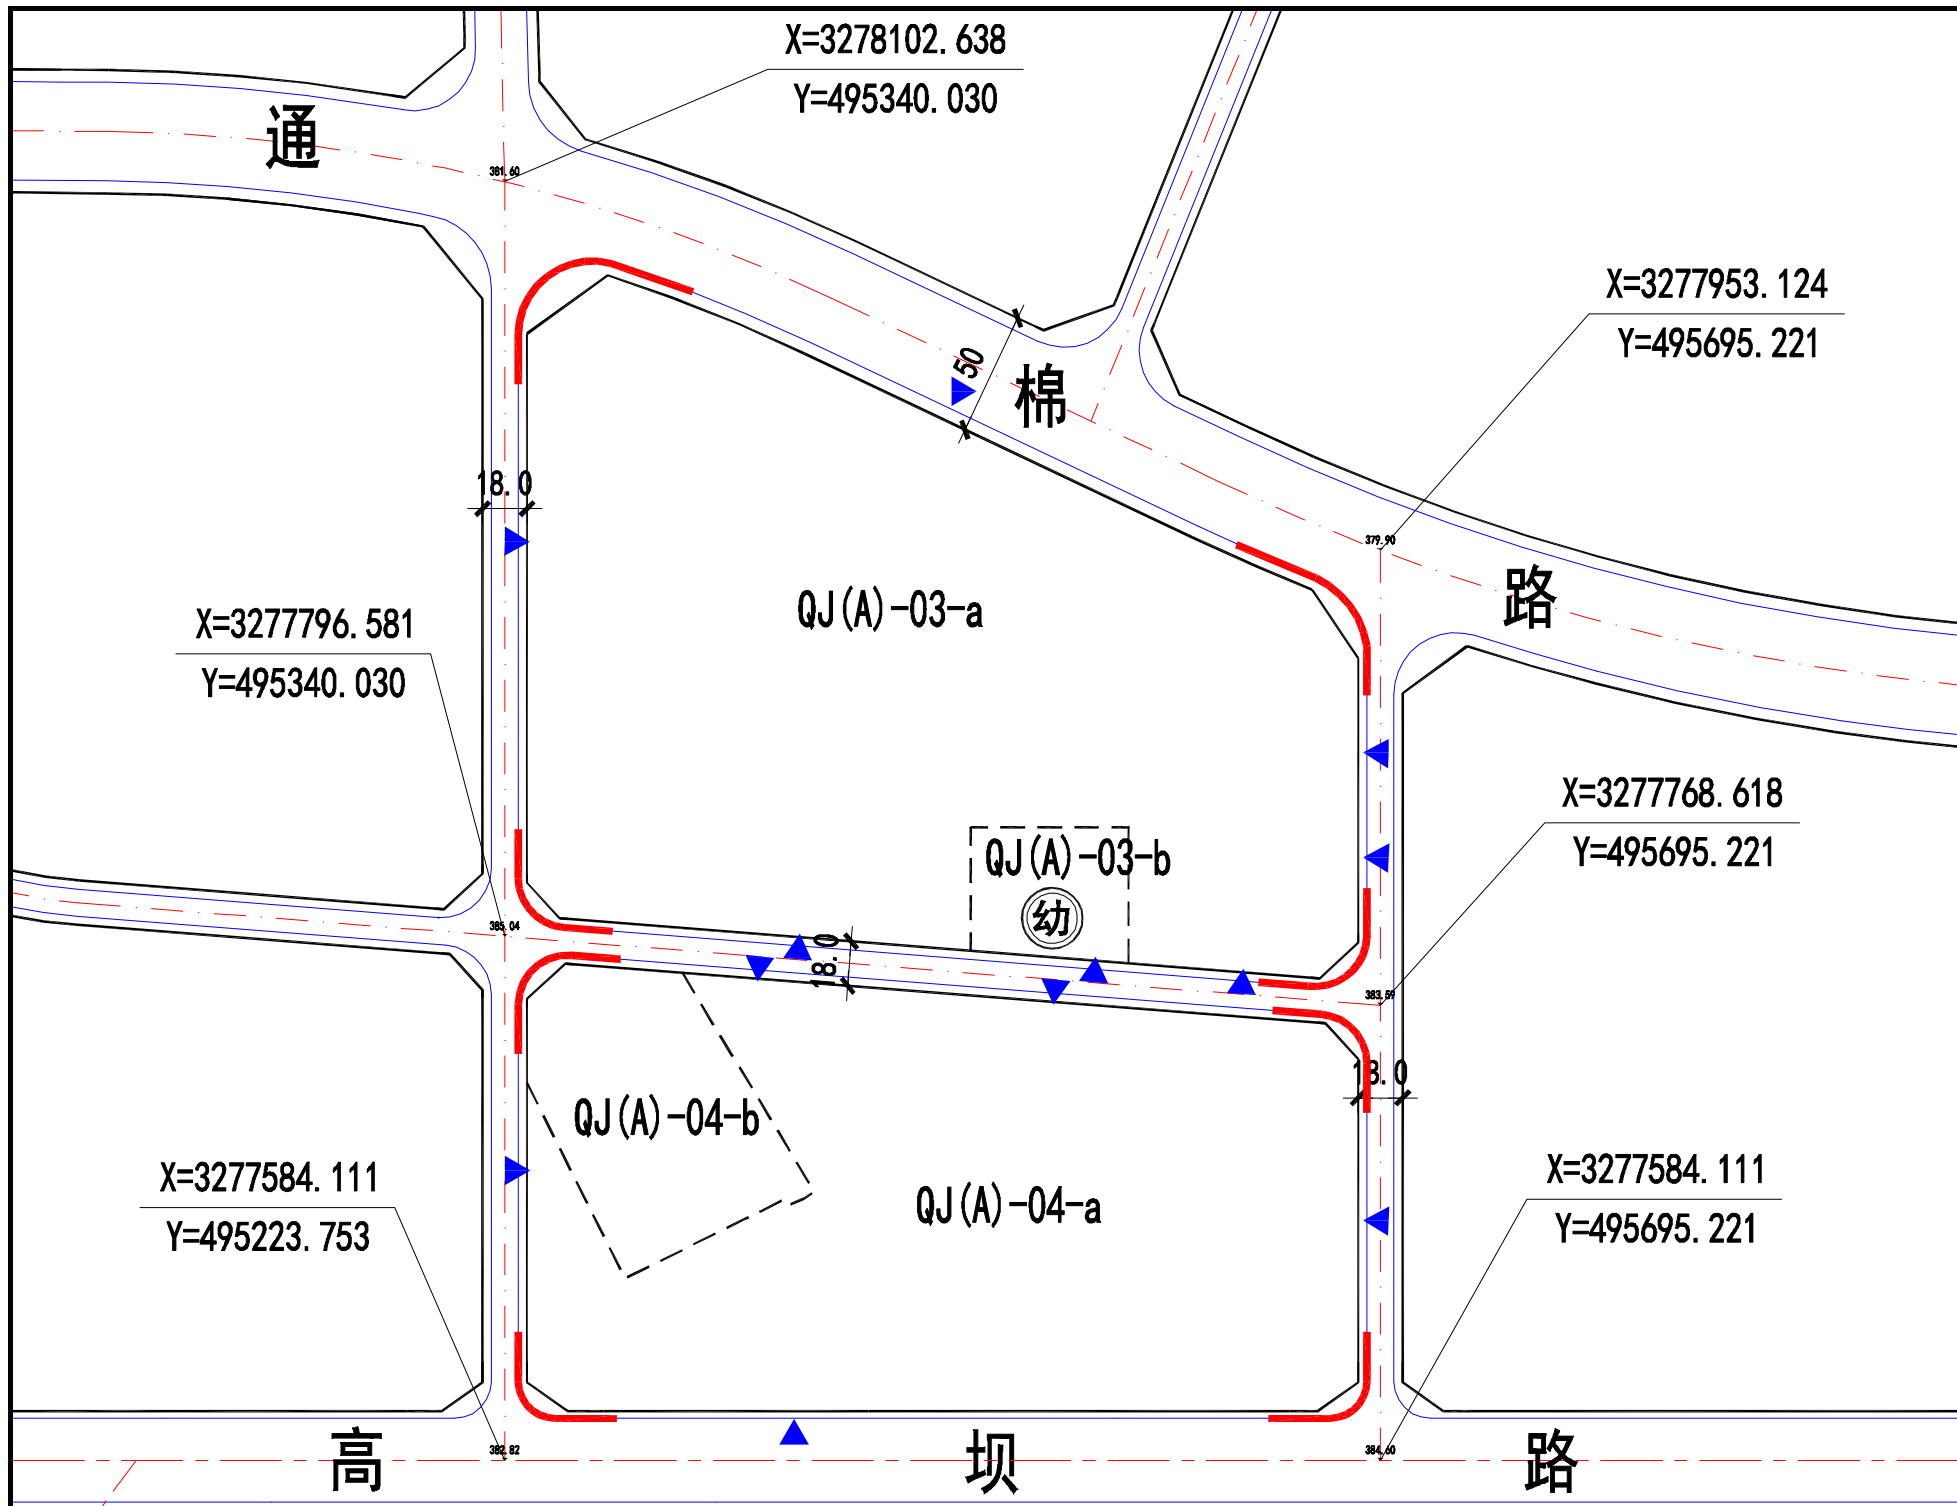 X=3278102.638
Y=495340.030
通
381.60
X=3277953.124
Y=495695.221
50
棉
18.0
379.90
路
QJ(A)-03-a
X=3277796.581
Y=495340.030
X=3277768.618
Y=495695.221
QJ(A)-03-b
幼
385.04
18.0
383.59
18.0
QJ(A)-04-b
X=3277584.111
Y=495223.753
QJ(A)-04-a
X=3277584.111
Y=495695.221
382.82
384.60
高
坝
路